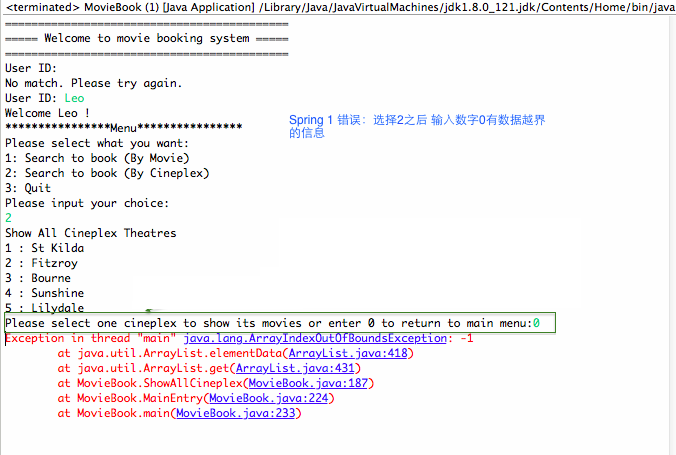 <terminated> MovieBook (1) [Java Application] /Library/Java/JavaVirtualMachines/jdk1.8.0_121.jdk/Contents/Home/bin/java
===========================================
===== Welcome to movie booking system =====
===========================================
User ID:
No match. Please try again.
User ID: Leo
Welcome Leo !
****************Menu****************
Spring 1 错误：选择2之后 输入数字0有数据越界
的信息
Please select what you want:
1: Search to book (By Movie)
2: Search to book (By Cineplex)
3: Quit
Please input your choice:
2
Show All Cineplex Theatres
1 : St Kilda
2 : Fitzroy
3 : Bourne
4 : Sunshine
5 : Lilydale
Please select one cineplex to show its movies or enter 0 to return to main menu:0
Exception in thread "main" java.lang.ArrayIndexOutOfBoundsException: -1
at java.util.ArrayList.elementData(ArrayList.java:418)
at java.util.ArrayList.get(ArrayList.java:431)
at MovieBook.ShowAllCineplex(MovieBook.java:187)
at MovieBook.MainEntry(MovieBook.java:224)
at MovieBook.main(MovieBook.java:233)